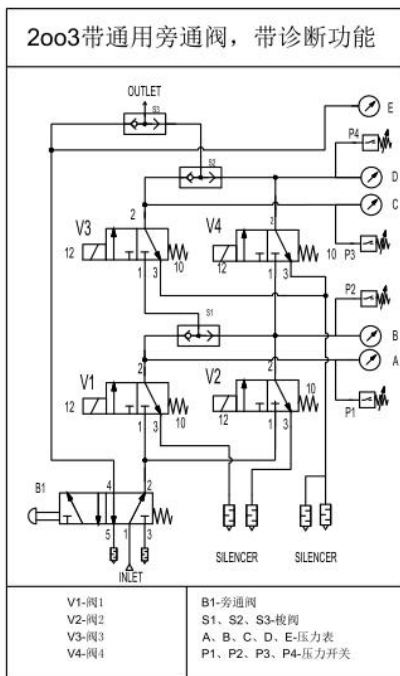 2oo3带通用旁通阀，带诊断功能
OUTLET
S3
E
P4
S2
D
C
2
2
V3
V4
12
10
12
10
P3
1 3
1 3
P2
S1
B
A
2
2
V1
V2
12
10
12
10
P1
1 3
1 3
B1
4
2
5 1 3
INLET
SILENCER
SILENCER
V1-阀1
V2-阀2
V3-阀3
V4-阀4
B1-旁通阀
S1、S2、S3-梭阀
A、B、C、D、E-压力表
P1、P2、P3、P4-压力开关